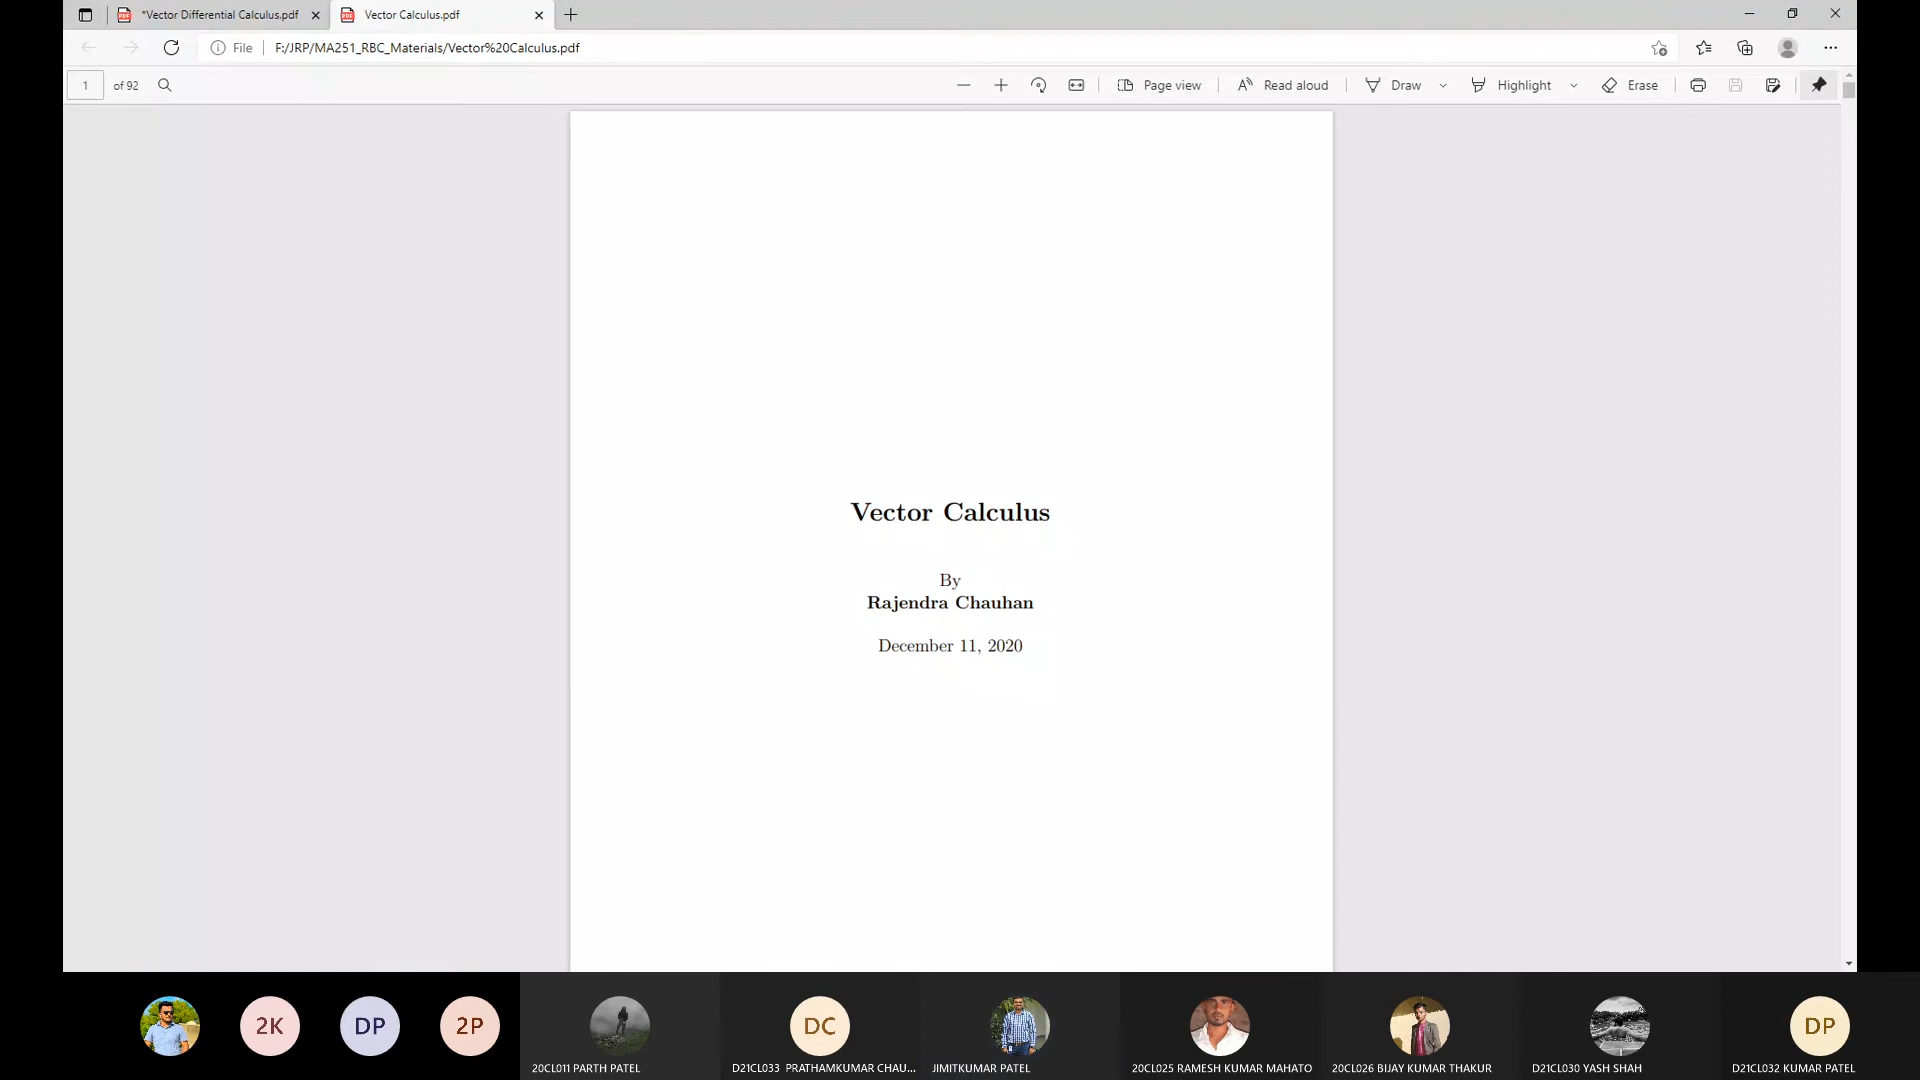 *Vector Differential Calculus.pdf
Vector Calculus.pdf
File
F:/JRP/MA251_RBC_Materials/Vector%20Calculus.pdf
1 of 92
Page view
Read aloud
Draw
Highlight
Erase
Vector Calculus
By
Rajendra Chauhan
December 11, 2020
2K
DP
2P
DC
DP
20CL011 PARTH PATEL
D21CL033 PRATHAMKUMAR CHAU...
JIMITKUMAR PATEL
20CL025 RAMESH KUMAR MAHATO
20CL026 BIJAY KUMAR THAKUR
D21CL030 YASH SHAH
D21CL032 KUMAR PATEL